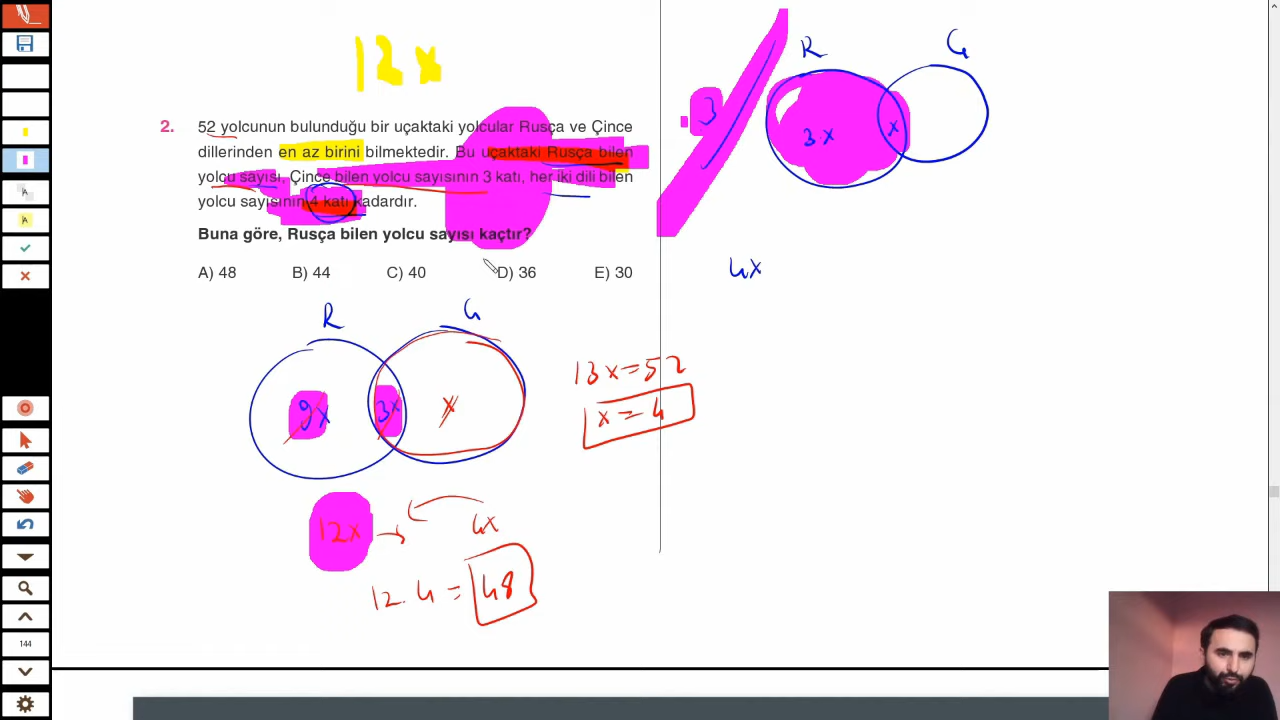 12x
2. 52 yolcunun bulunduğu bir uçaktaki yolcular Rusça ve Çince
dillerinden en az birini bilmektedir. Bu uçaktaki Rusça bilen
yolcu sayısı, Çince bilen yolcu sayısının 3 katı, her iki dili bilen
yolcu sayısının 4 katı kadardır.
Buna göre, Rusça bilen yolcu sayısı kaçtır?
A) 48 B) 44 C) 40 D) 36 E) 30
R
9x 3x x
13x=52
x=4
12x
4x
12.4=48
3
R
3x x
4x
A
A
144